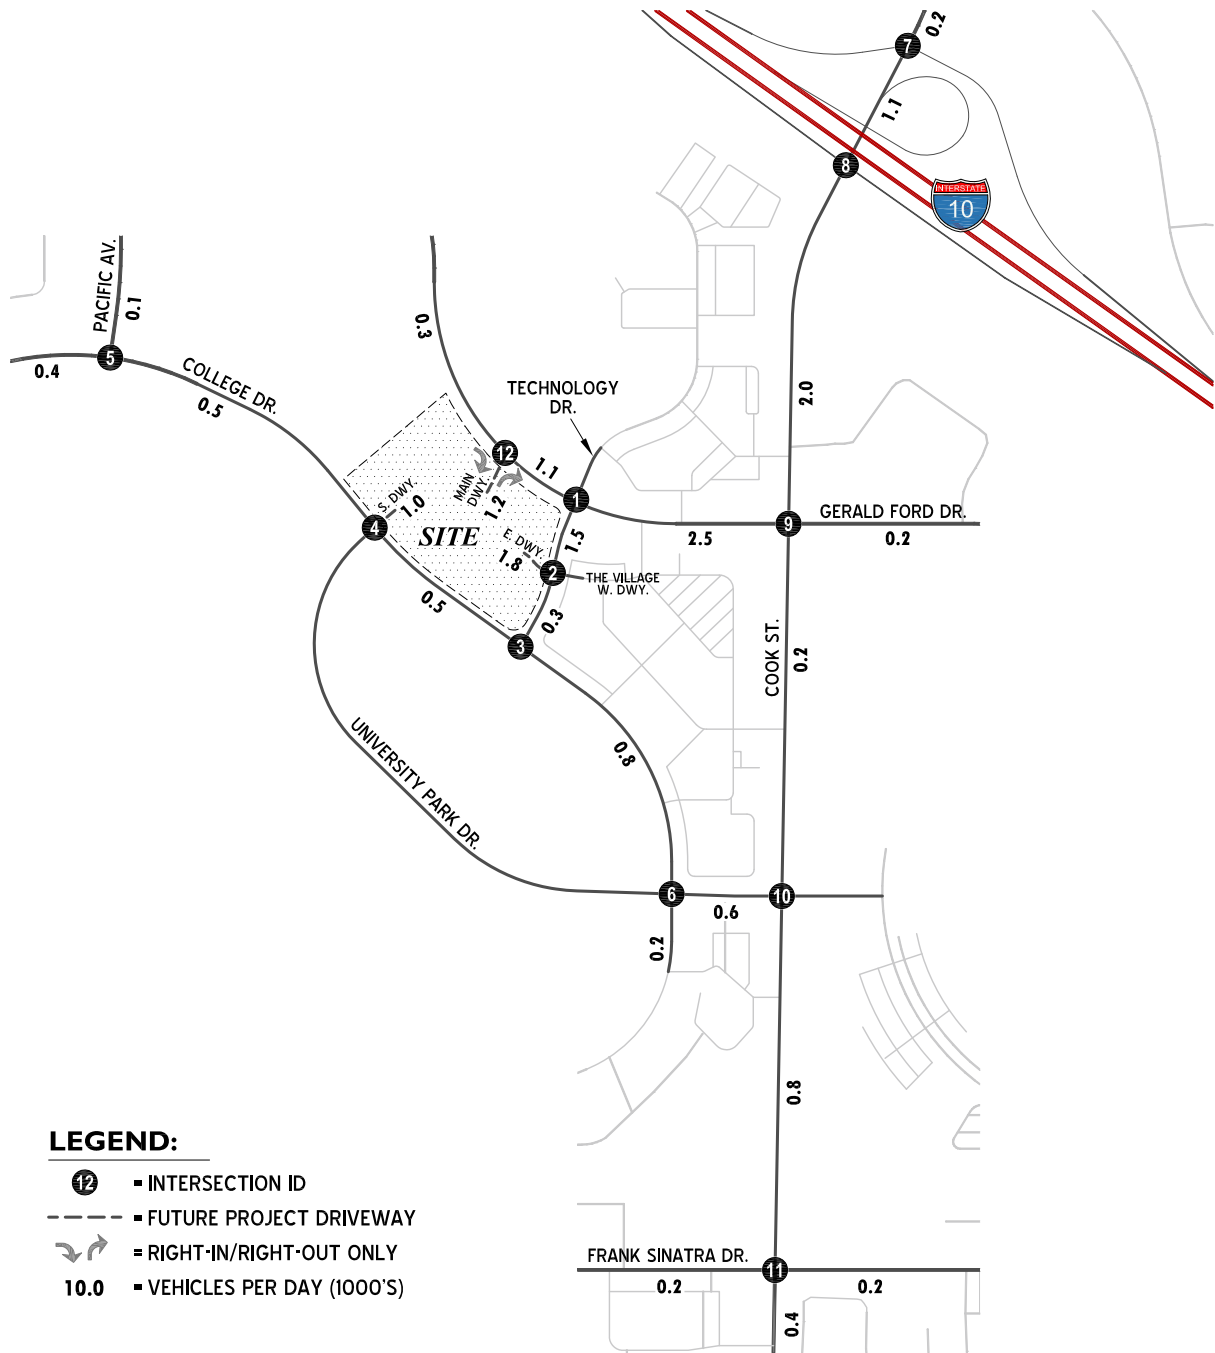 7
0.2
1.1
8
INTERSTATE
10
PACIFIC AV.
0.1
5
0.4
COLLEGE DR.
0.5
0.3
TECHNOLOGY
DR.
2.0
12
1.1
MAIN
DWY.
1.2
1
S. DWY.
1.0
4
SITE
E. DWY.
1.8
1.5
2
THE VILLAGE
W. DWY.
2.5
9
GERALD FORD DR.
0.2
0.5
0.3
3
COOK ST.
0.2
0.8
UNIVERSITY PARK DR.
6
0.6
10
0.2
0.8
FRANK SINATRA DR.
11
0.2
0.2
0.4
LEGEND:
12 = INTERSECTION ID
= FUTURE PROJECT DRIVEWAY
= RIGHT-IN/RIGHT-OUT ONLY
10.0 = VEHICLES PER DAY (1000'S)